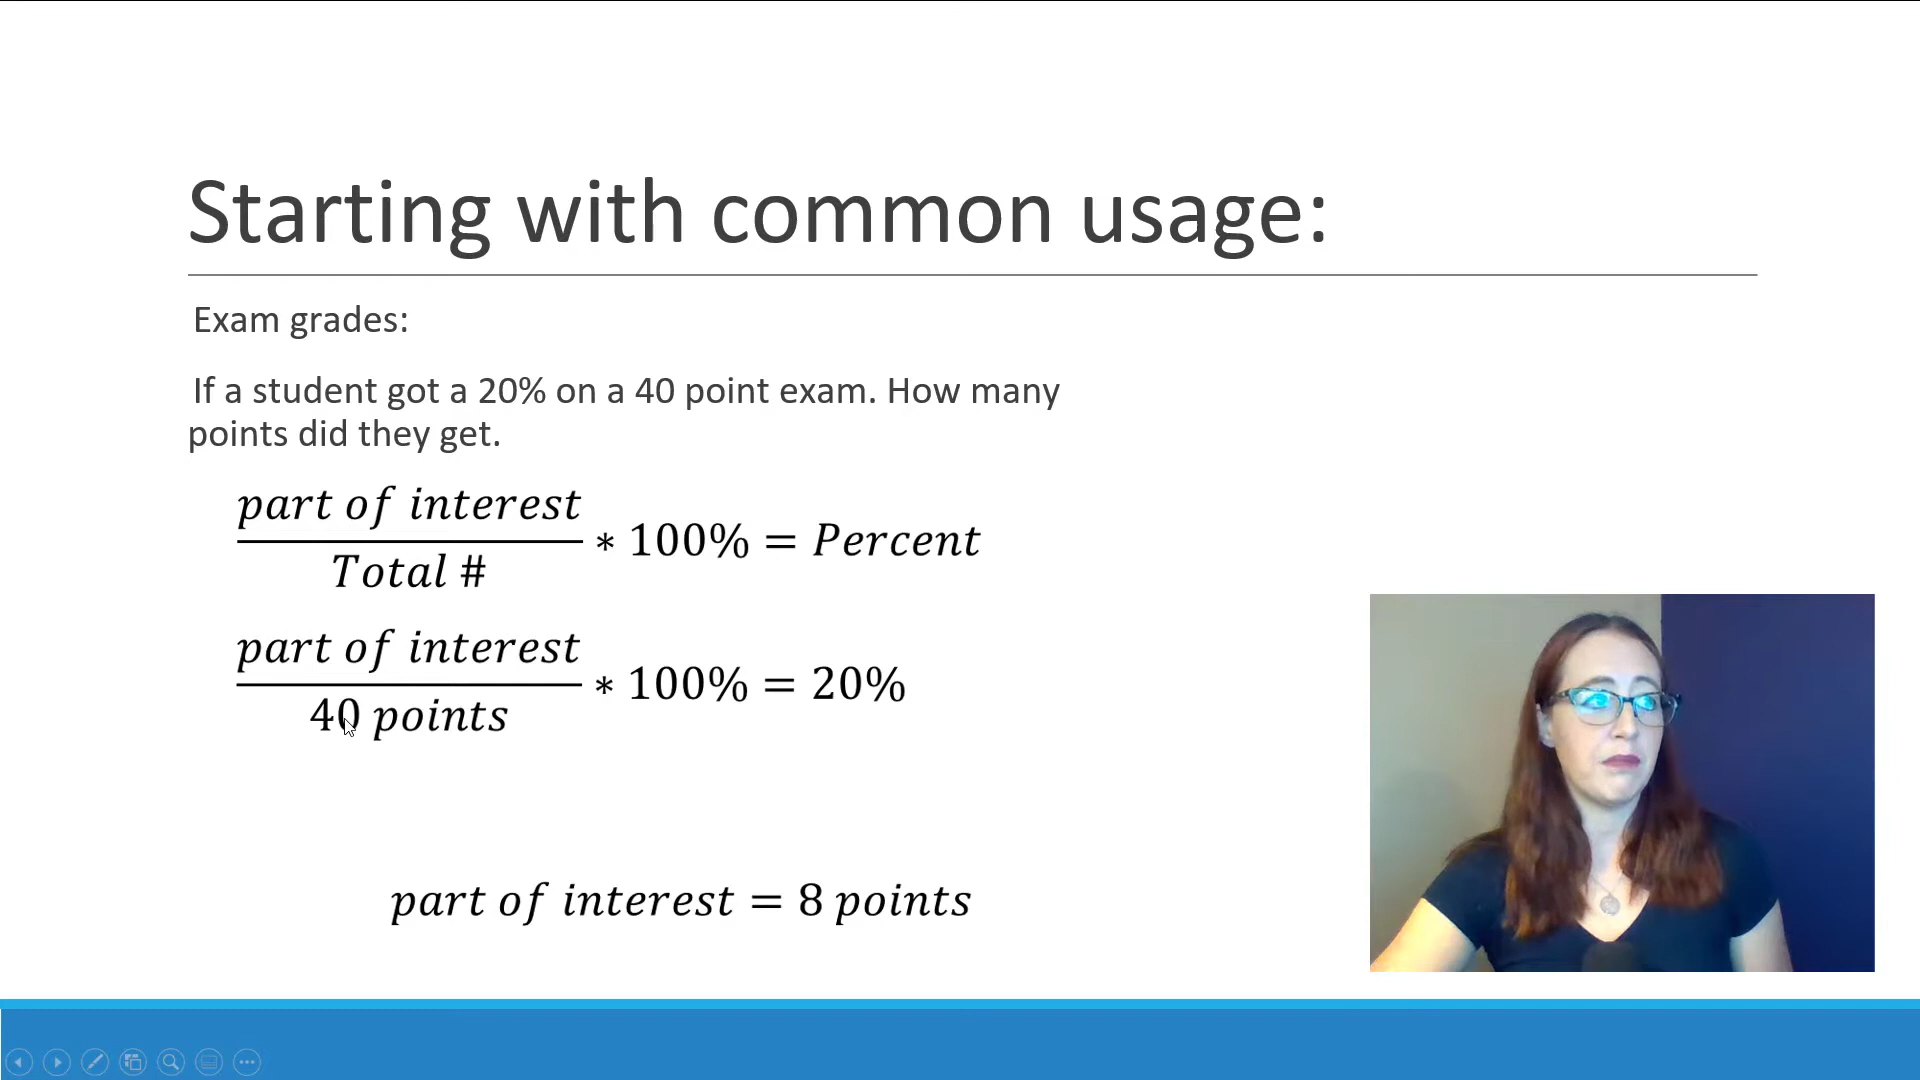 Starting with common usage:
Exam grades:
If a student got a 20% on a 40 point exam. How many
points did they get.
part of interest
Total #
∗ 100% = Percent
part of interest
40 points
∗ 100% = 20%
part of interest = 8 points